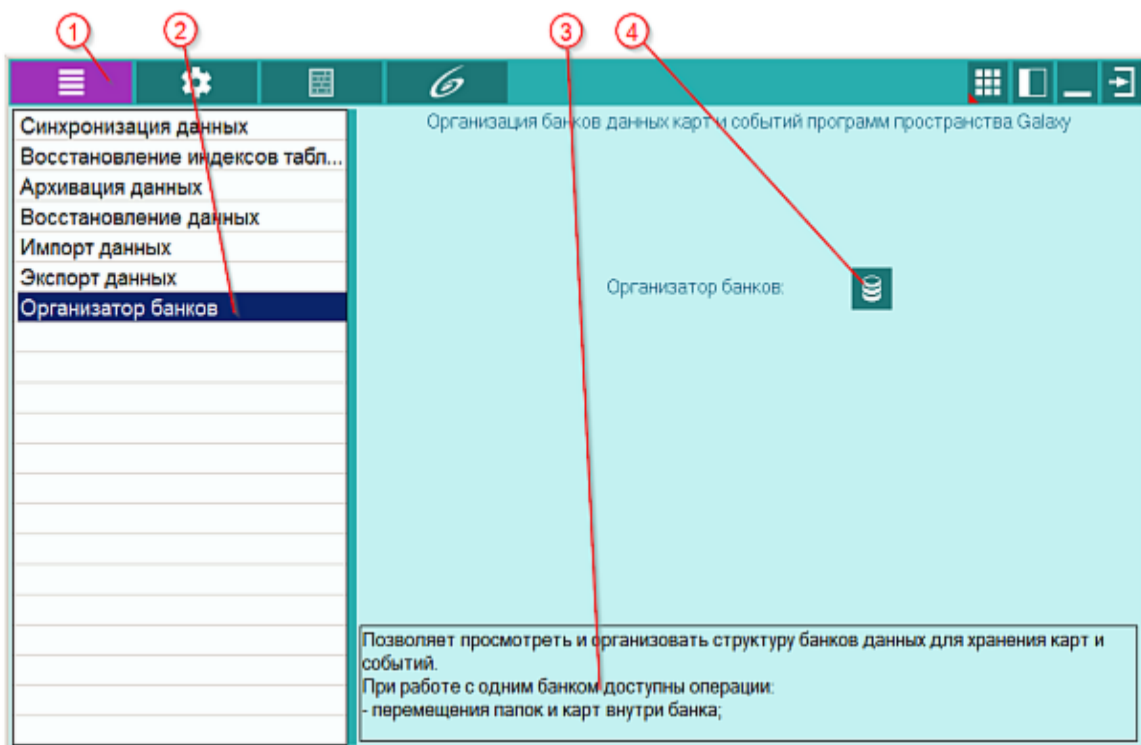 1 2 3 4
Организация банков данных карт и событий программ пространства Galaxy
Синхронизация данных
Восстановление индексов табл...
Архивация данных
Восстановление данных
Импорт данных
Экспорт данных
Организатор банков
Организатор банков:
Позволяет просмотреть и организовать структуру банков данных для хранения карт и
событий.
При работе с одним банком доступны операции:
- перемещения папок и карт внутри банка;